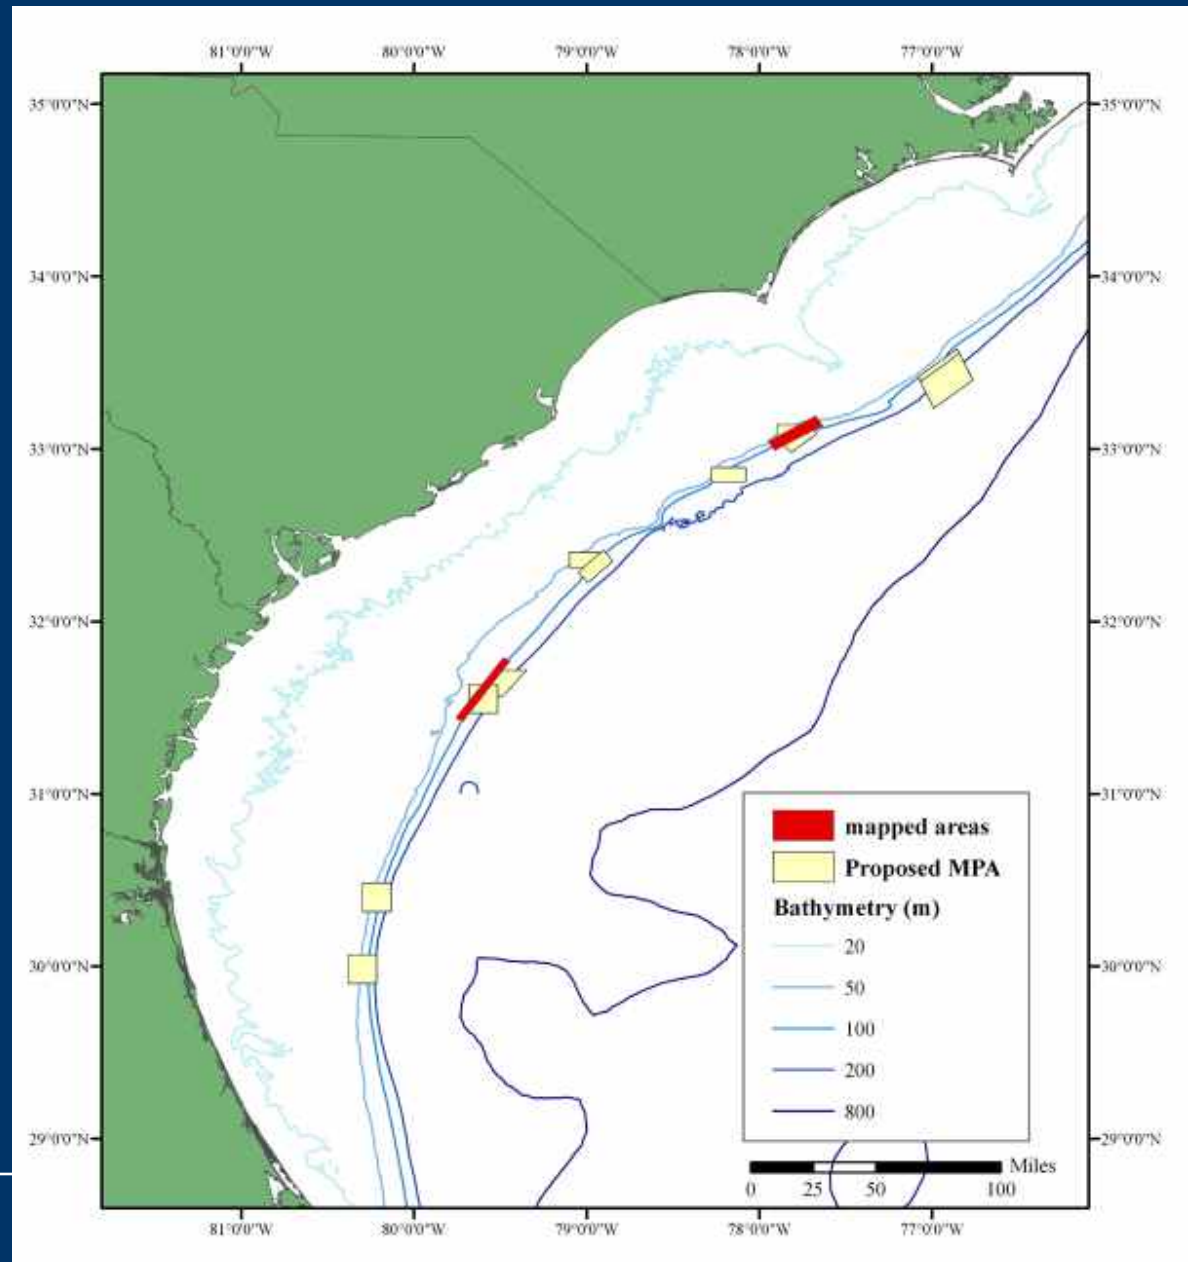 81°0'0"W 80°0'0"W 79°0'0"W 78°0'0"W 77°0'0"W
35°0'0"N 35°0'0"N
34°0'0"N 34°0'0"N
33°0'0"N 33°0'0"N
32°0'0"N 32°0'0"N
31°0'0"N 31°0'0"N
mapped areas
Proposed MPA
Bathymetry (m)
20
30°0'0"N 30°0'0"N
50
100
200
800
29°0'0"N 29°0'0"N
Miles
0 25 50 100
81°0'0"W 80°0'0"W 79°0'0"W 78°0'0"W 77°0'0"W